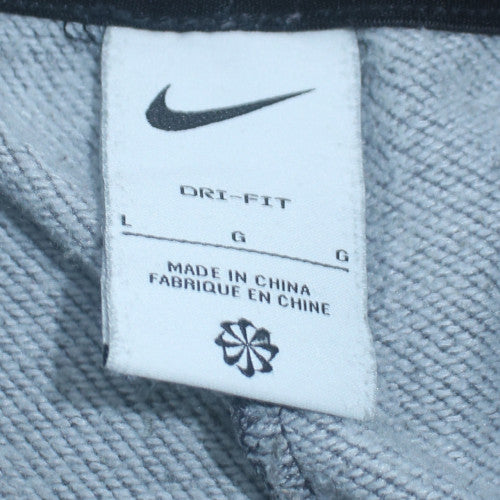 DRI-FIT
L G G
MADE IN CHINA
FABRIQUE EN CHINE